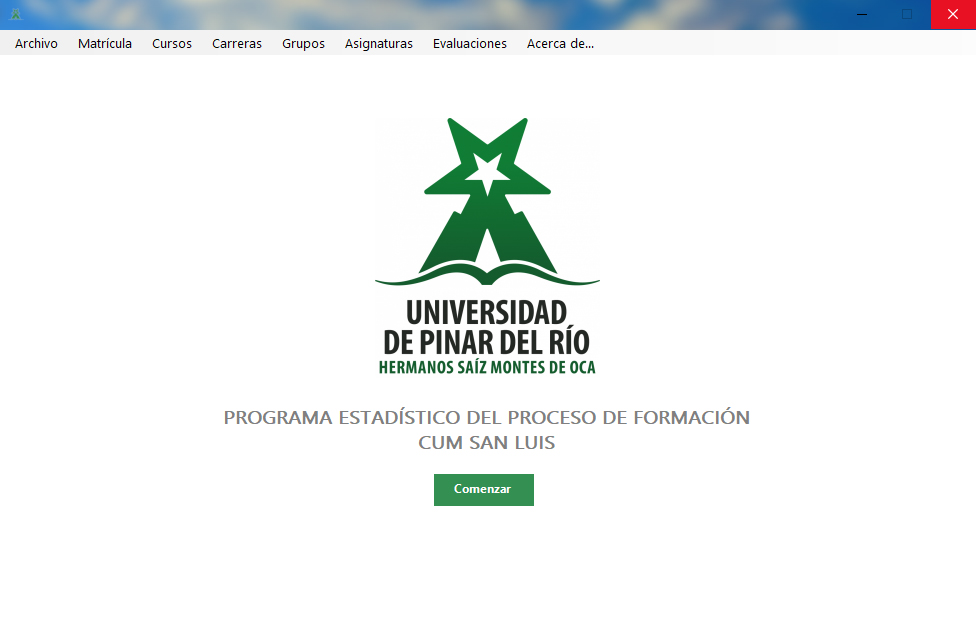 Archivo Matrícula Cursos Carreras Grupos Asignaturas Evaluaciones Acerca de...
UNIVERSIDAD
DE PINAR DEL RÍO
HERMANOS SAÍZ MONTES DE OCA
PROGRAMA ESTADÍSTICO DEL PROCESO DE FORMACIÓN
CUM SAN LUIS
Comenzar